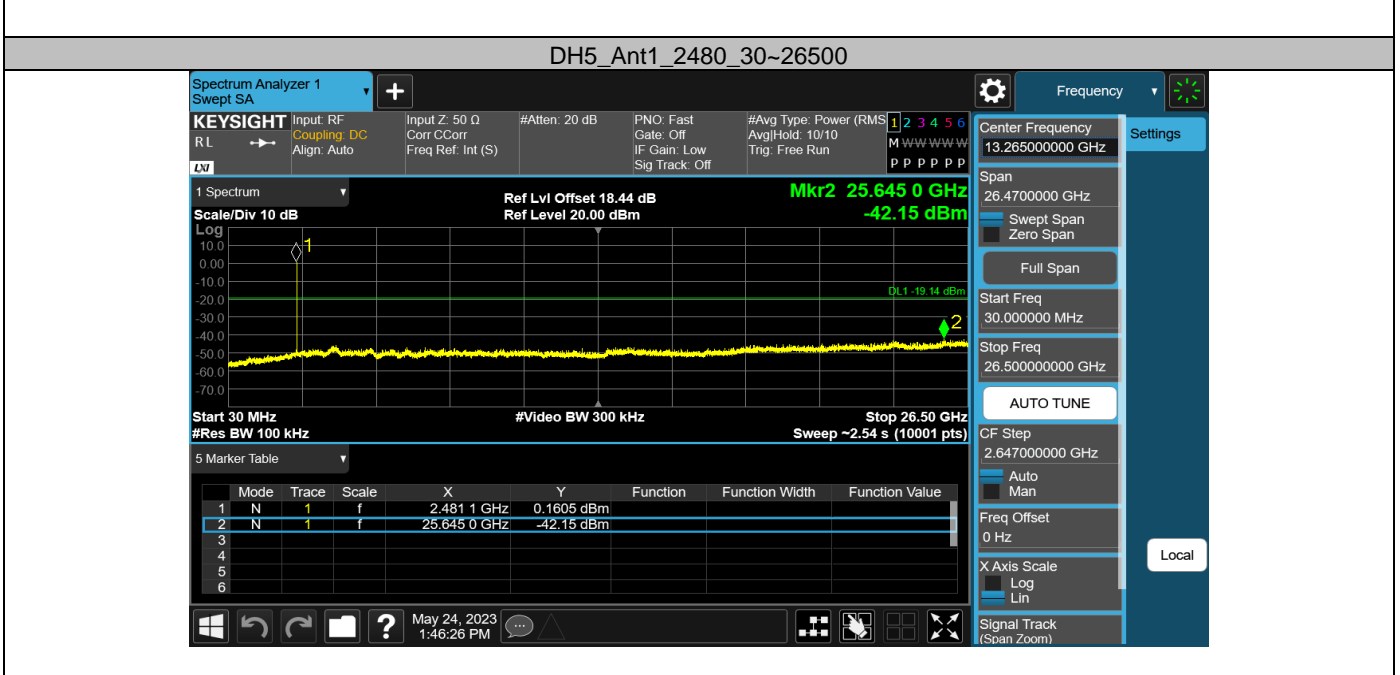 DH5_Ant1_2480_30~26500
Spectrum Analyzer 1
Swept SA
+
Frequency
KEYSIGHT
R L
LXI
Input: RF
Coupling: DC
Align: Auto
Input Z: 50 Ω
Corr CCorr
Freq Ref: Int (S)
#Atten: 20 dB
PNO: Fast
Gate: Off
IF Gain: Low
Sig Track: Off
#Avg Type: Power (RMS
Avg|Hold: 10/10
Trig: Free Run
1 2 3 4 5 6
M W W W W W
P P P P P P
1 Spectrum
Scale/Div 10 dB
Ref Lvl Offset 18.44 dB
Ref Level 20.00 dBm
Mkr2 25.645 0 GHz
-42.15 dBm
Log
10.0
0.00
-10.0
-20.0
-30.0
-40.0
-50.0
-60.0
-70.0
1
DL1 -19.14 dBm
2
Start 30 MHz
#Video BW 300 kHz
Stop 26.50 GHz
#Res BW 100 kHz
Sweep ~2.54 s (10001 pts)
5 Marker Table
Mode Trace Scale X Y Function Function Width Function Value
1 N 1 f 2.481 1 GHz 0.1605 dBm
2 N 1 f 25.645 0 GHz -42.15 dBm
3
4
5
6
?
May 24, 2023
1:46:26 PM
Center Frequency
13.265000000 GHz
Span
26.4700000 GHz
Swept Span
Zero Span
Full Span
Start Freq
30.000000 MHz
Stop Freq
26.500000000 GHz
AUTO TUNE
CF Step
2.647000000 GHz
Auto
Man
Freq Offset
0 Hz
X Axis Scale
Log
Lin
Signal Track
(Span Zoom)
Settings
Local